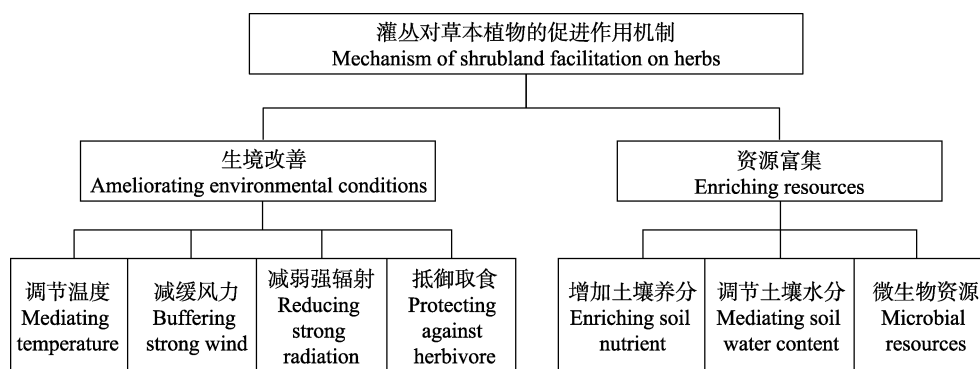 灌丛对草本植物的促进作用机制
Mechanism of shrubland facilitation on herbs
生境改善
Ameliorating environmental conditions
资源富集
Enriching resources
调节温度
Mediating
temperature
减缓风力
Buffering
strong wind
减弱强辐射
Reducing
strong
radiation
抵御取食
Protecting
against
herbivore
增加土壤养分
Enriching soil
nutrient
调节土壤水分
Mediating soil
water content
微生物资源
Microbial
resources